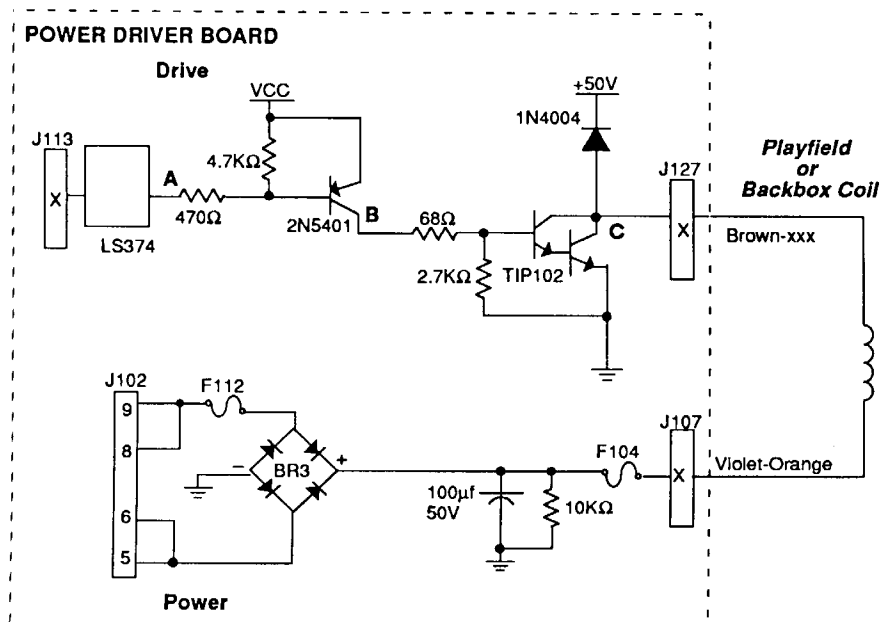 POWER DRIVER BOARD
Drive
VCC
+50V
1N4004
J113
4.7KΩ
A
X
470Ω
LS374
2N5401
B
68Ω
2.7KΩ
TIP102
C
J127
X
Playfield
or
Backbox Coil
Brown-xxx
J102
9
8
6
5
F112
BR3
–
+
100µf
50V
10KΩ
F104
J107
X
Violet-Orange
Power